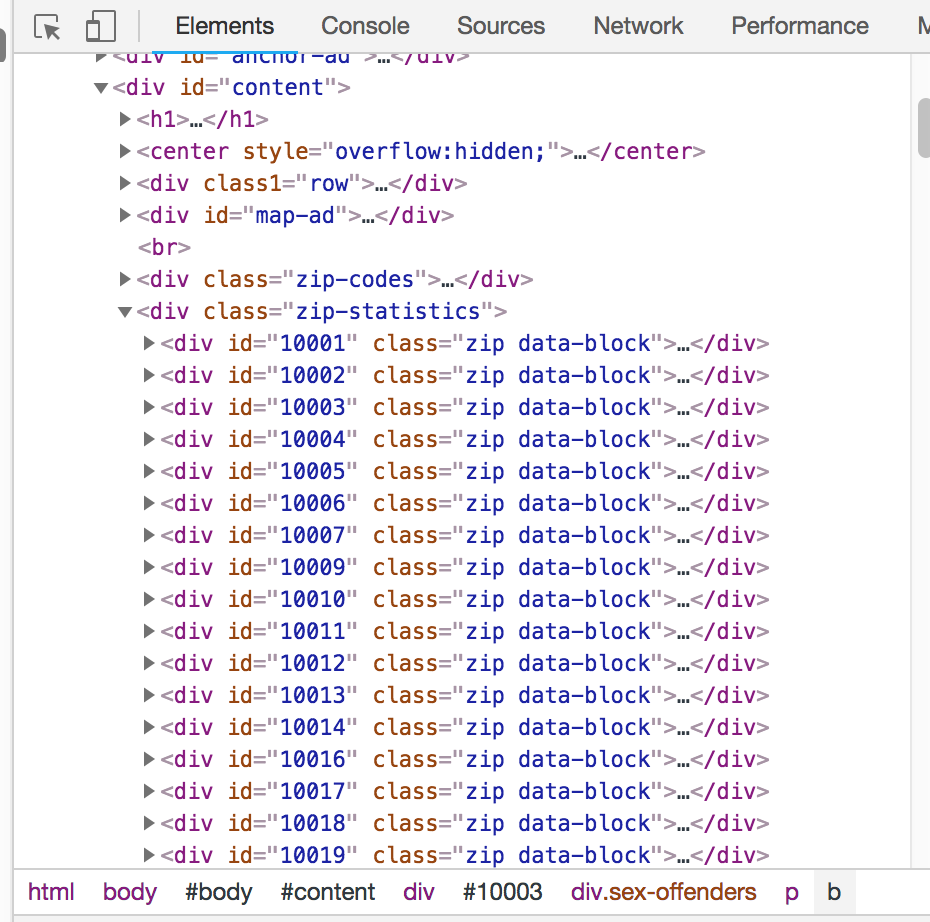 Elements Console Sources Network Performance M
<div id="anchor-ad">…</div>
<div id="content">
<h1>…</h1>
<center style="overflow:hidden;">…</center>
<div class1="row">…</div>
<div id="map-ad">…</div>
<br>
<div class="zip-codes">…</div>
<div class="zip-statistics">
<div id="10001" class="zip data-block">…</div>
<div id="10002" class="zip data-block">…</div>
<div id="10003" class="zip data-block">…</div>
<div id="10004" class="zip data-block">…</div>
<div id="10005" class="zip data-block">…</div>
<div id="10006" class="zip data-block">…</div>
<div id="10007" class="zip data-block">…</div>
<div id="10009" class="zip data-block">…</div>
<div id="10010" class="zip data-block">…</div>
<div id="10011" class="zip data-block">…</div>
<div id="10012" class="zip data-block">…</div>
<div id="10013" class="zip data-block">…</div>
<div id="10014" class="zip data-block">…</div>
<div id="10016" class="zip data-block">…</div>
<div id="10017" class="zip data-block">…</div>
<div id="10018" class="zip data-block">…</div>
<div id="10019" class="zip data-block">…</div>
html body #body #content div #10003 div.sex-offenders p b